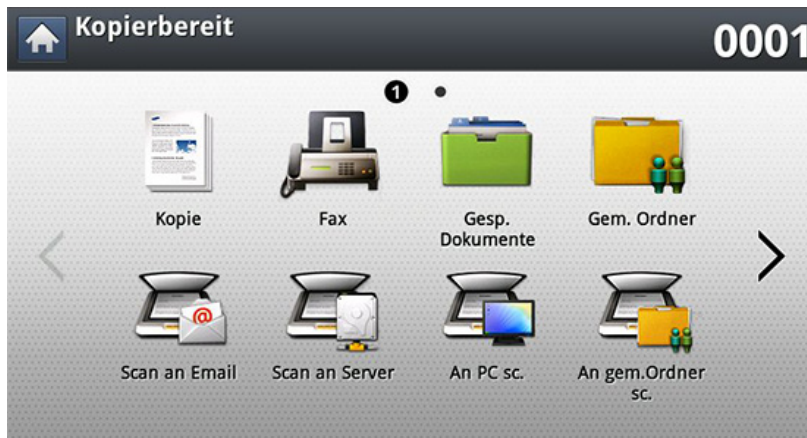 Kopierbereit
0001
1
Kopie
Fax
Gesp.
Dokumente
Gem. Ordner
@
Scan an Email
Scan an Server
An PC sc.
An gem.Ordner
sc.